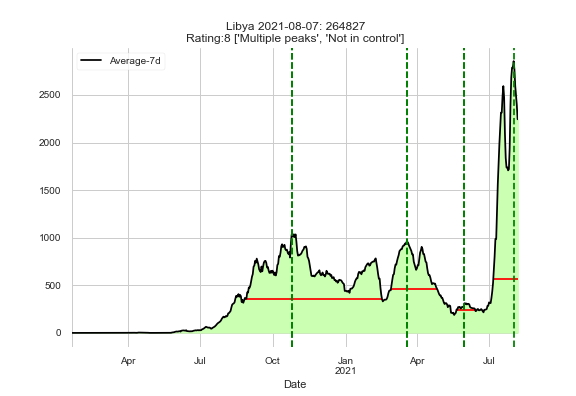 Libya 2021-08-07: 264827
Rating:8 ['Multiple peaks', 'Not in control']
Average-7d
2500
2000
1500
1000
500
0
Apr Jul Oct Jan Apr Jul
2021
Date